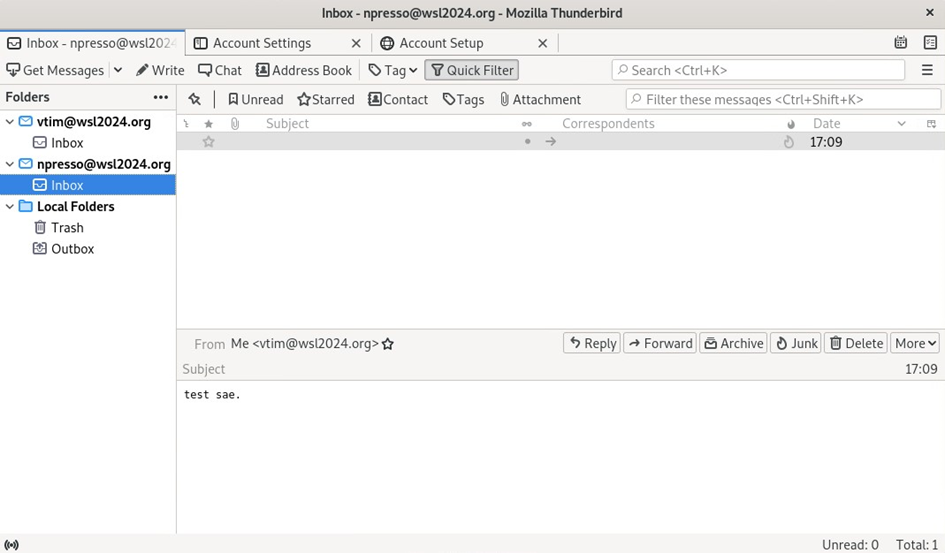 Inbox - npresso@wsl2024.org - Mozilla Thunderbird
Inbox - npresso@wsl2024 Account Settings Account Setup
Get Messages Write Chat Address Book Tag Quick Filter Search <Ctrl+K>
Folders Unread Starred Contact Tags Attachment Filter these messages <Ctrl+Shift+K>
Subject Correspondents Date
vtim@wsl2024.org
Inbox 17:09
npresso@wsl2024.org
Inbox
Local Folders
Trash
Outbox
From Me <vtim@wsl2024.org> Reply Forward Archive Junk Delete More
Subject 17:09
test sae.
Unread: 0 Total: 1